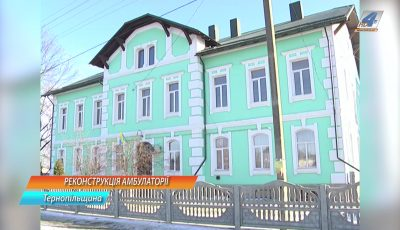 4
РЕКОНСТРУКЦІЯ АМБУЛАТОРІЇ
Тернопільщина